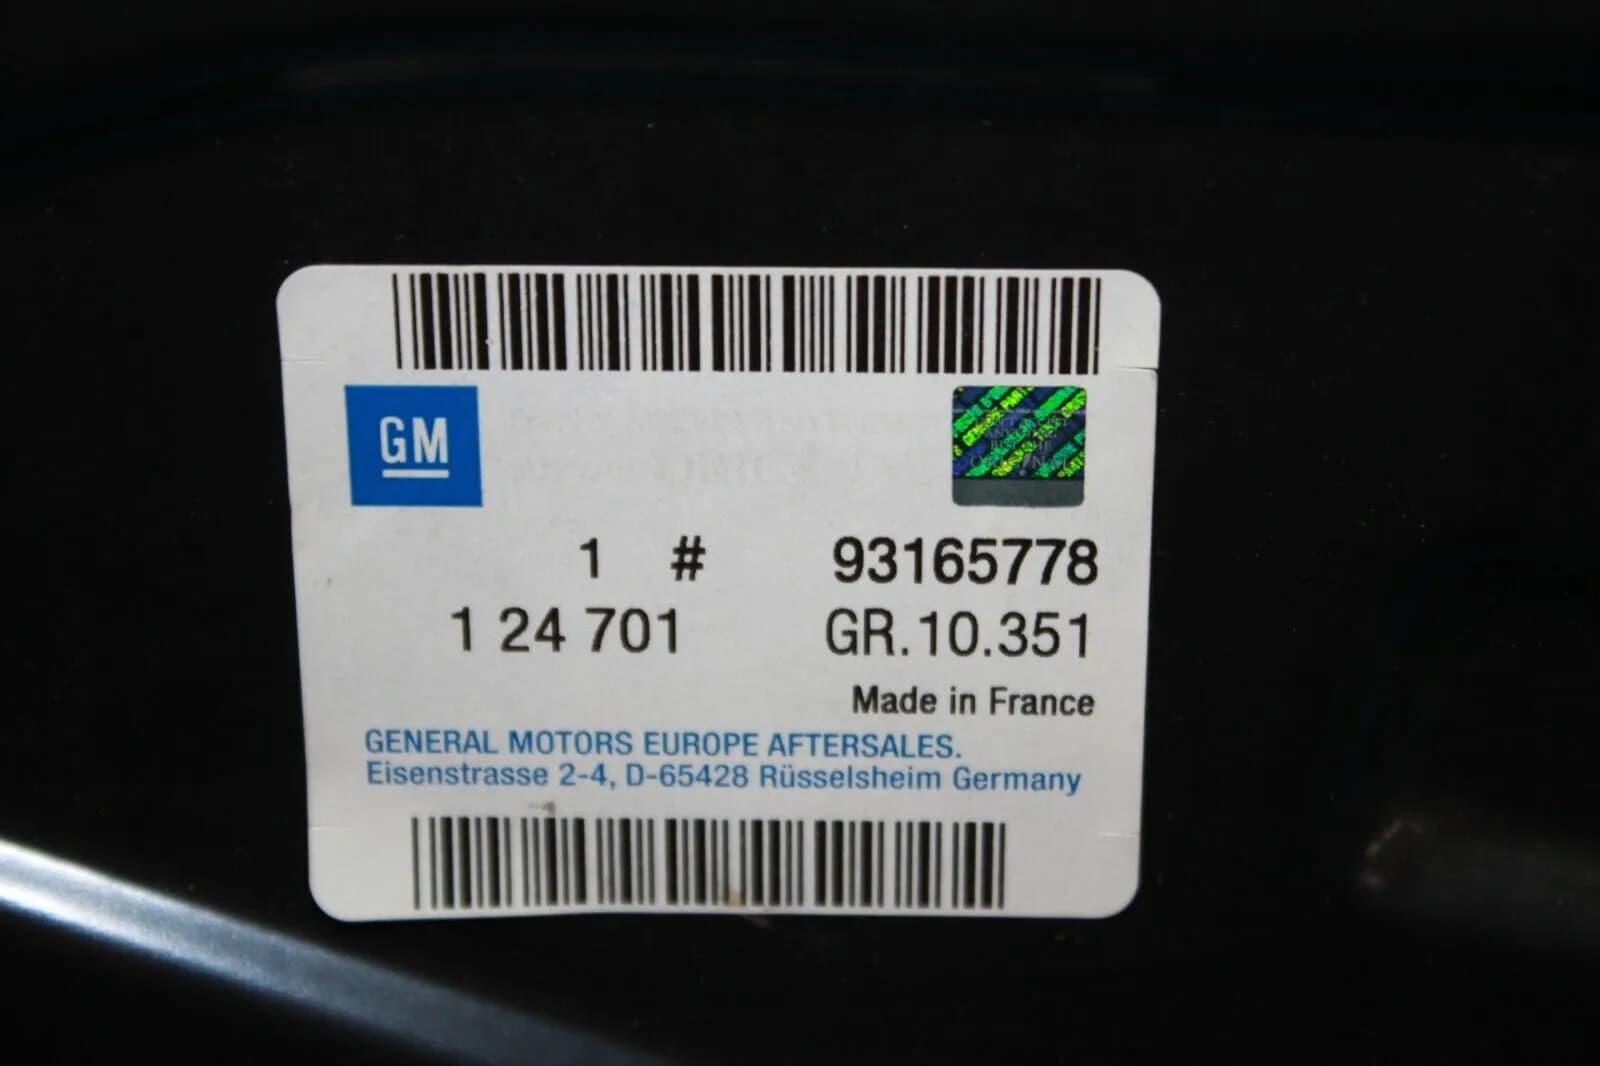 GM
1 # 93165778
1 24 701 GR.10.351
Made in France
GENERAL MOTORS EUROPE AFTERSALES.
Eisenstrasse 2-4, D-65428 Rüsselsheim Germany